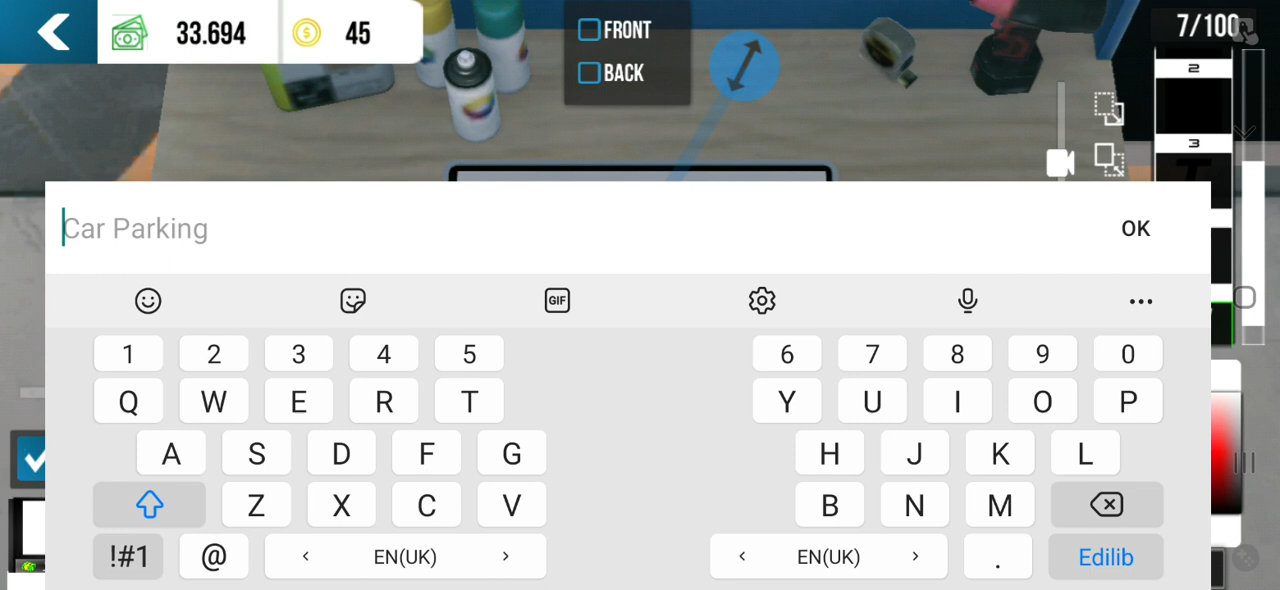 33.694
45
FRONT
BACK
7/100
2
3
Car Parking
OK
GIF
1 2 3 4 5 6 7 8 9 0
Q W E R T Y U I O P
A S D F G H J K L
Z X C V B N M
!#1 @ < EN(UK) > < EN(UK) > . Edilib